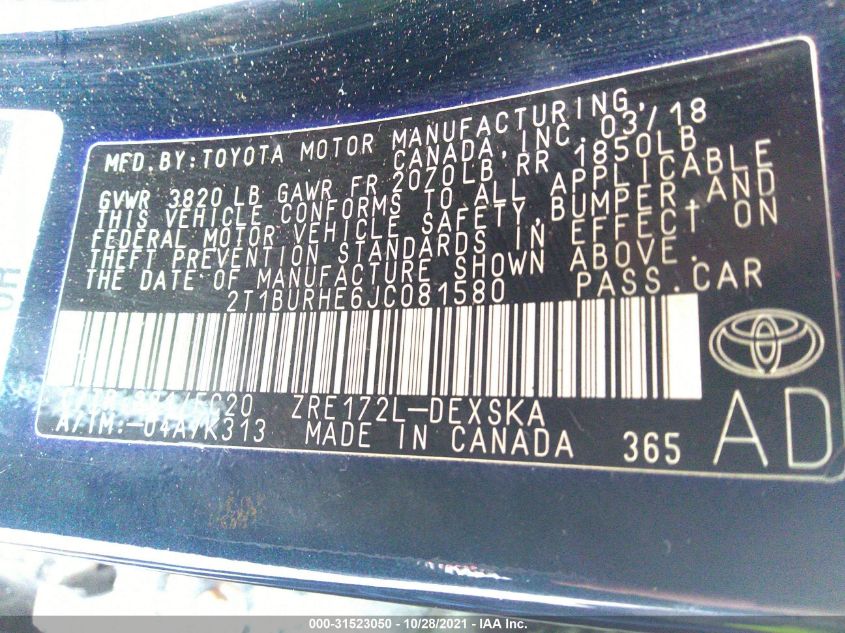 MFD.BY:TOYOTA MOTOR MANUFACTURING,
CANADA, INC. 03/18
GVWR 3820 LB GAWR FR 2070LB RR 1850LB
THIS VEHICLE CONFORMS TO ALL APPLICABLE
FEDERAL MOTOR VEHICLE SAFETY,BUMPER,AND
THEFT PREVENTION STANDARDS IN EFFECT ON
THE DATE OF MANUFACTURE SHOWN ABOVE.
2T1BURHE6JC081580 PASS.CAR
ZRE172L-DEXSKA
A/TM:-04A/K313 MADE IN CANADA 365
AD
000-31523050 - 10/28/2021 - IAA Inc.